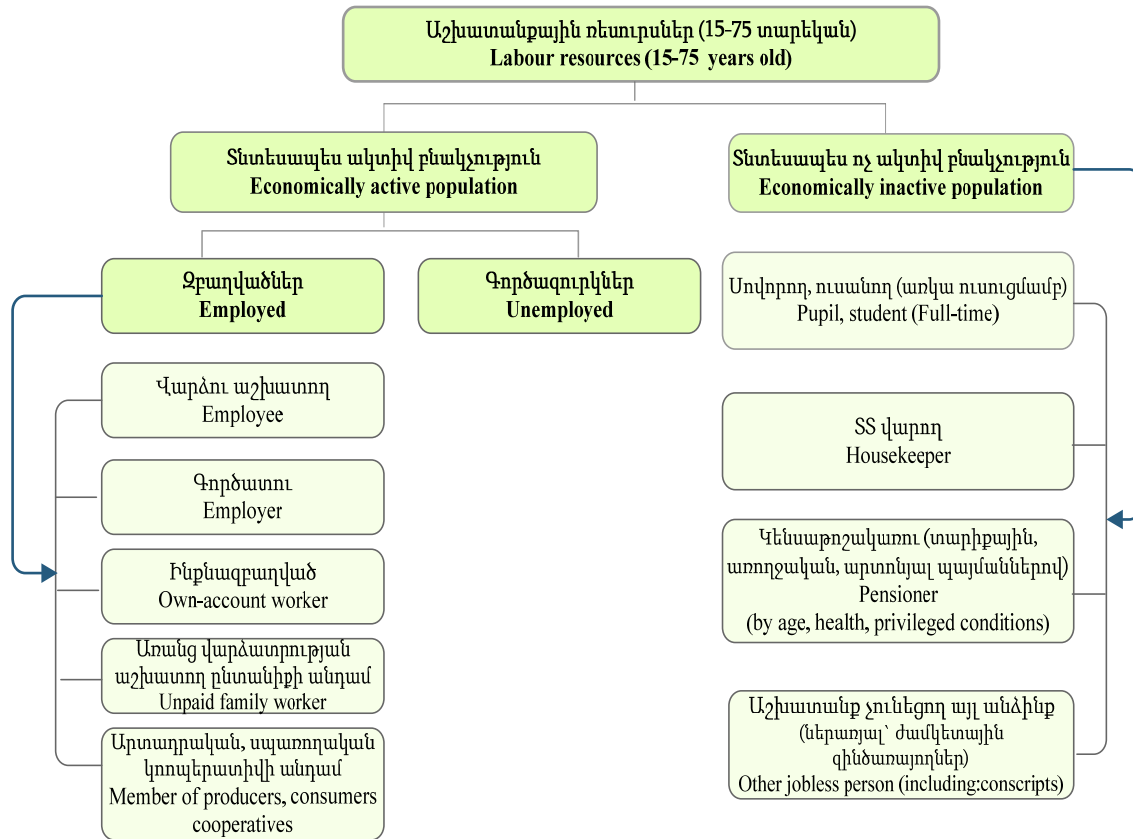 Աշխատանքային ռեսուրսներ (15-75 տարեկան)
Labour resources (15-75 years old)
Տնտեսապես ակտիվ բնակչություն
Economically active population
Տնտեսապես ոչ ակտիվ բնակչություն
Economically inactive population
Զբաղվածներ
Employed
Գործազուրկներ
Unemployed
Վարձու աշխատող
Employee
Գործատու
Employer
Ինքնազբաղված
Own-account worker
Առանց վարձատրության
աշխատող ընտանիքի անդամ
Unpaid family worker
Արտադրական, սպառողական
կոոպերատիվի անդամ
Member of producers, consumers
cooperatives
Սովորող, ուսանող (առկա ուսուցմամբ)
Pupil, student (Full-time)
ՏՏ վարող
Housekeeper
Կենսաթոշակառու (տարիքային,
առողջական, արտոնյալ պայմաններով)
Pensioner
(by age, health, privileged conditions)
Աշխատանք չունեցող այլ անձինք
(ներառյալ՝ ժամկետային
զինծառայողներ)
Other jobless person (including:conscripts)